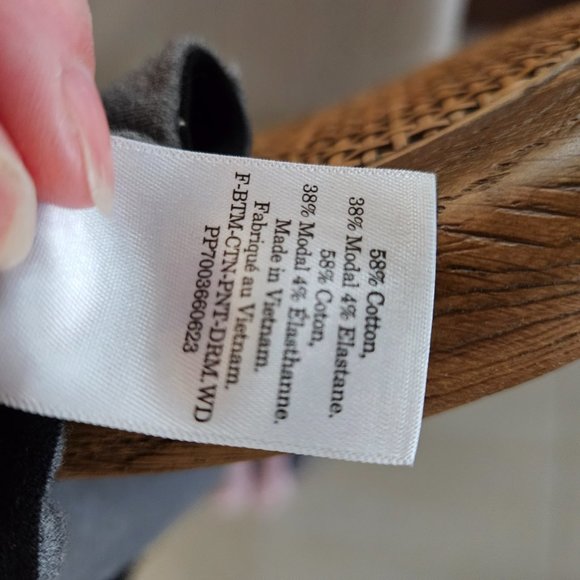 58% Cotton,
38% Modal 4% Elastane.
58% Coton,
38% Modal 4% Élasthanne.
Made in Vietnam.
Fabriqué au Vietnam.
F-BTM-CTN-PNT-DRM.WD
PP7003660623